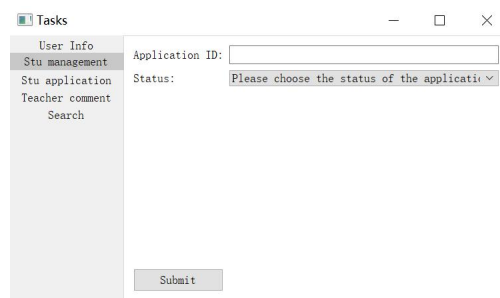 Tasks
User Info
Stu management
Stu application
Teacher comment
Search
Application ID:
Status:
Please choose the status of the applicati
Submit